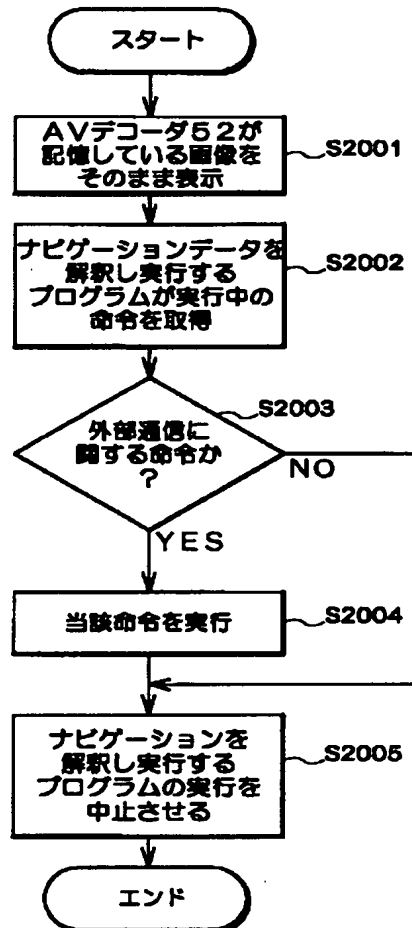 スタート
AVデコーダ52が
記憶している画像を
そのまま表示
S2001
ナビゲーションデータを
解釈し実行する
プログラムが実行中の
命令を取得
S2002
S2003
外部通信に
関する命令か
?
NO
YES
当該命令を実行
S2004
ナビゲーションを
解釈し実行する
プログラムの実行を
中止させる
S2005
エンド